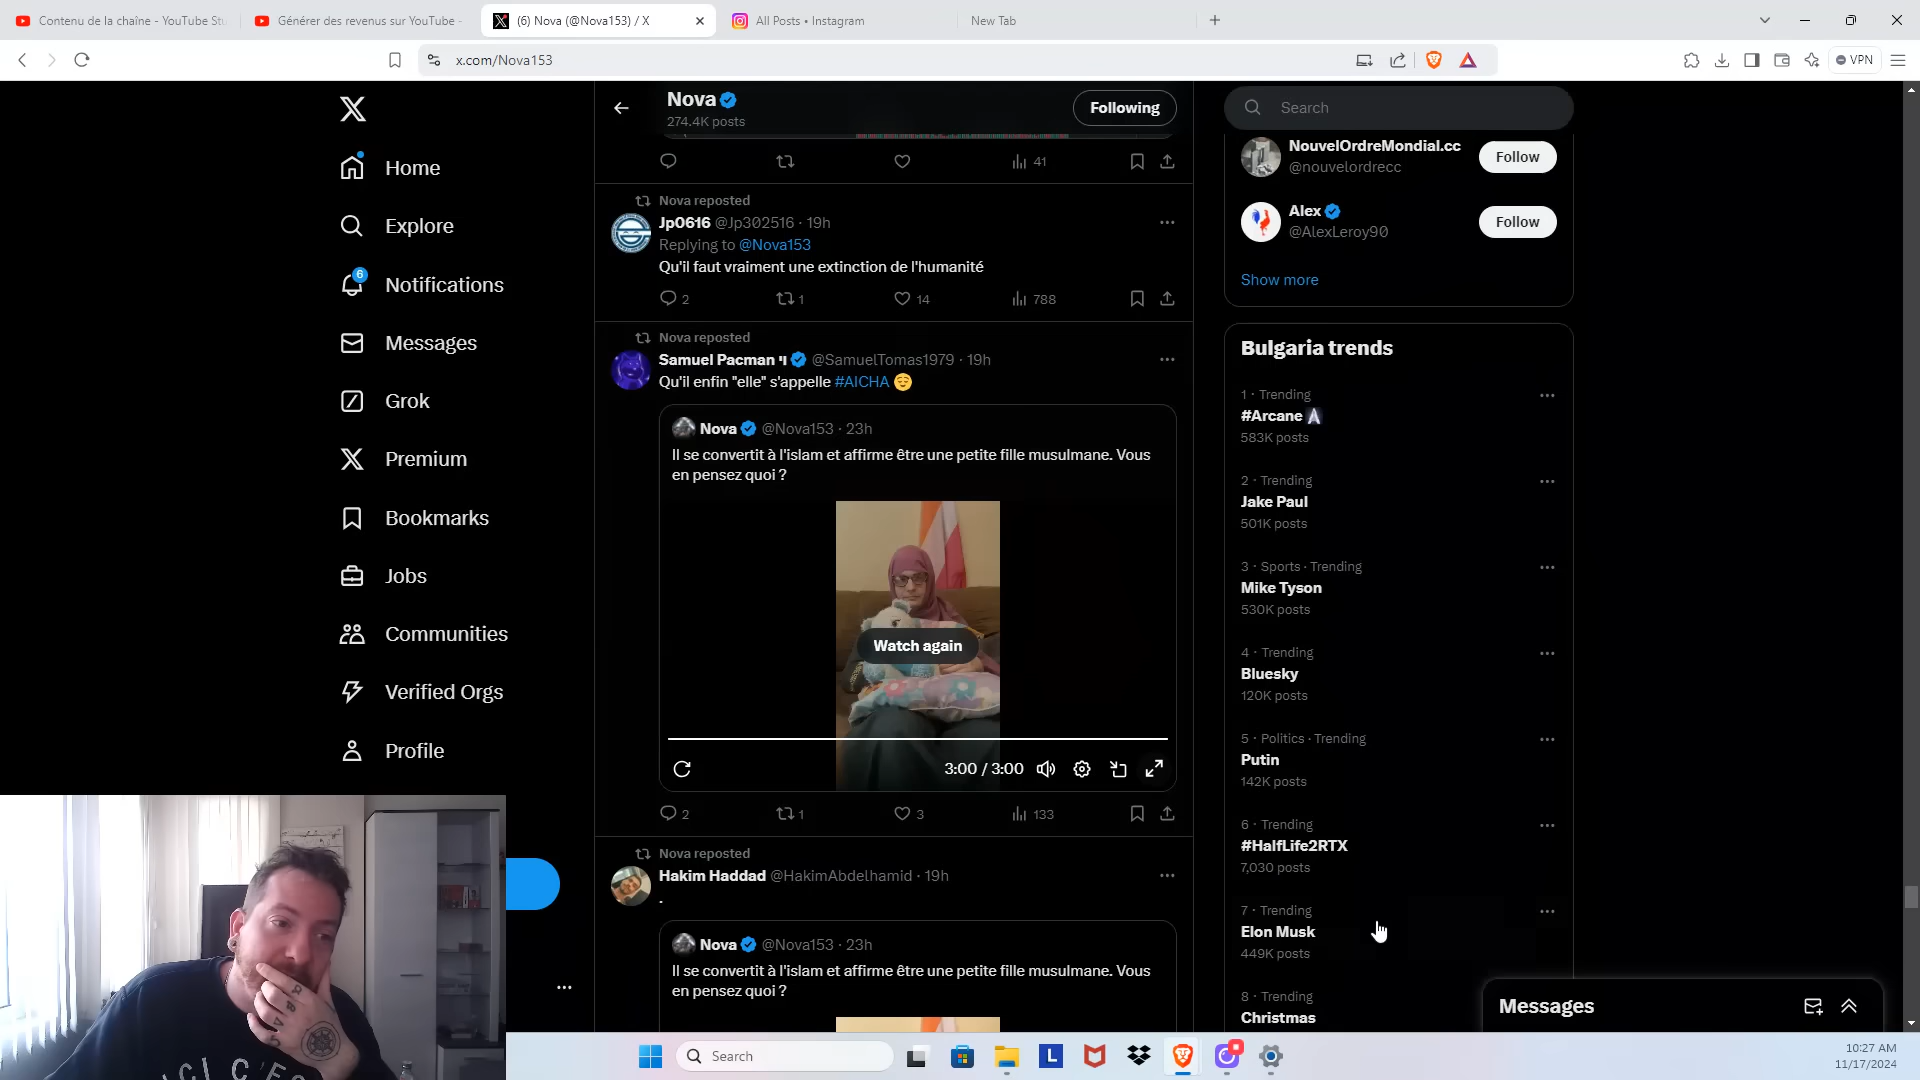 Contenu de la chaîne - YouTube Stu
Générer des revenus sur YouTube -
(6) Nova (@Nova153) / X
All Posts • Instagram
New Tab
x.com/Nova153
VPN
Home
Explore
6
Notifications
Messages
Grok
Premium
Bookmarks
Jobs
Communities
Verified Orgs
Profile
Nova
274.4K posts
Following
41
Nova reposted
Jp0616 @Jp302516 · 19h
Replying to @Nova153
Qu'il faut vraiment une extinction de l'humanité
2
1
14
788
Nova reposted
Samuel Pacman @SamuelTomas1979 · 19h
Qu'il enfin "elle" s'appelle #AICHA
Nova @Nova153 · 23h
Il se convertit à l'islam et affirme être une petite fille musulmane. Vous
en pensez quoi ?
Watch again
3:00 / 3:00
2
1
3
133
Nova reposted
Hakim Haddad @HakimAbdelhamid · 19h
.
Nova @Nova153 · 23h
Il se convertit à l'islam et affirme être une petite fille musulmane. Vous
en pensez quoi ?
Search
NouvelOrdreMondial.cc
@nouvelordrecc
Follow
Alex
@AlexLeroy90
Follow
Show more
Bulgaria trends
1 · Trending
#Arcane
583K posts
2 · Trending
Jake Paul
501K posts
3 · Sports · Trending
Mike Tyson
530K posts
4 · Trending
Bluesky
120K posts
5 · Politics · Trending
Putin
142K posts
6 · Trending
#HalfLife2RTX
7,030 posts
7 · Trending
Elon Musk
449K posts
8 · Trending
Christmas
Messages
Search
L
10:27 AM
11/17/2024